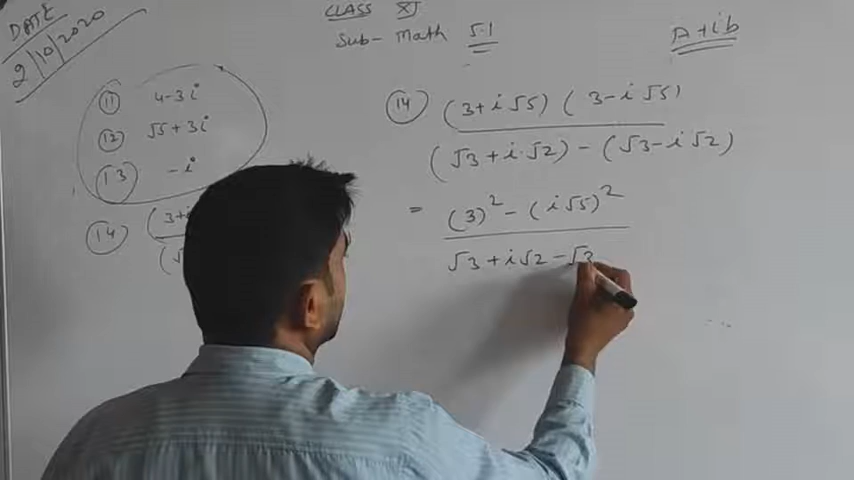 DATE
2/10/2020
CLASS XI
Sub- Math 5.1
A+ib
(11) 4-3i
(12) √5+3i
(13) -i
(14) (3+i
(√
(14) (3+i√5) (3-i√5)
(√3+i√2) - (√3-i√2)
= (3)² - (i√5)²
√3+i√2-√3